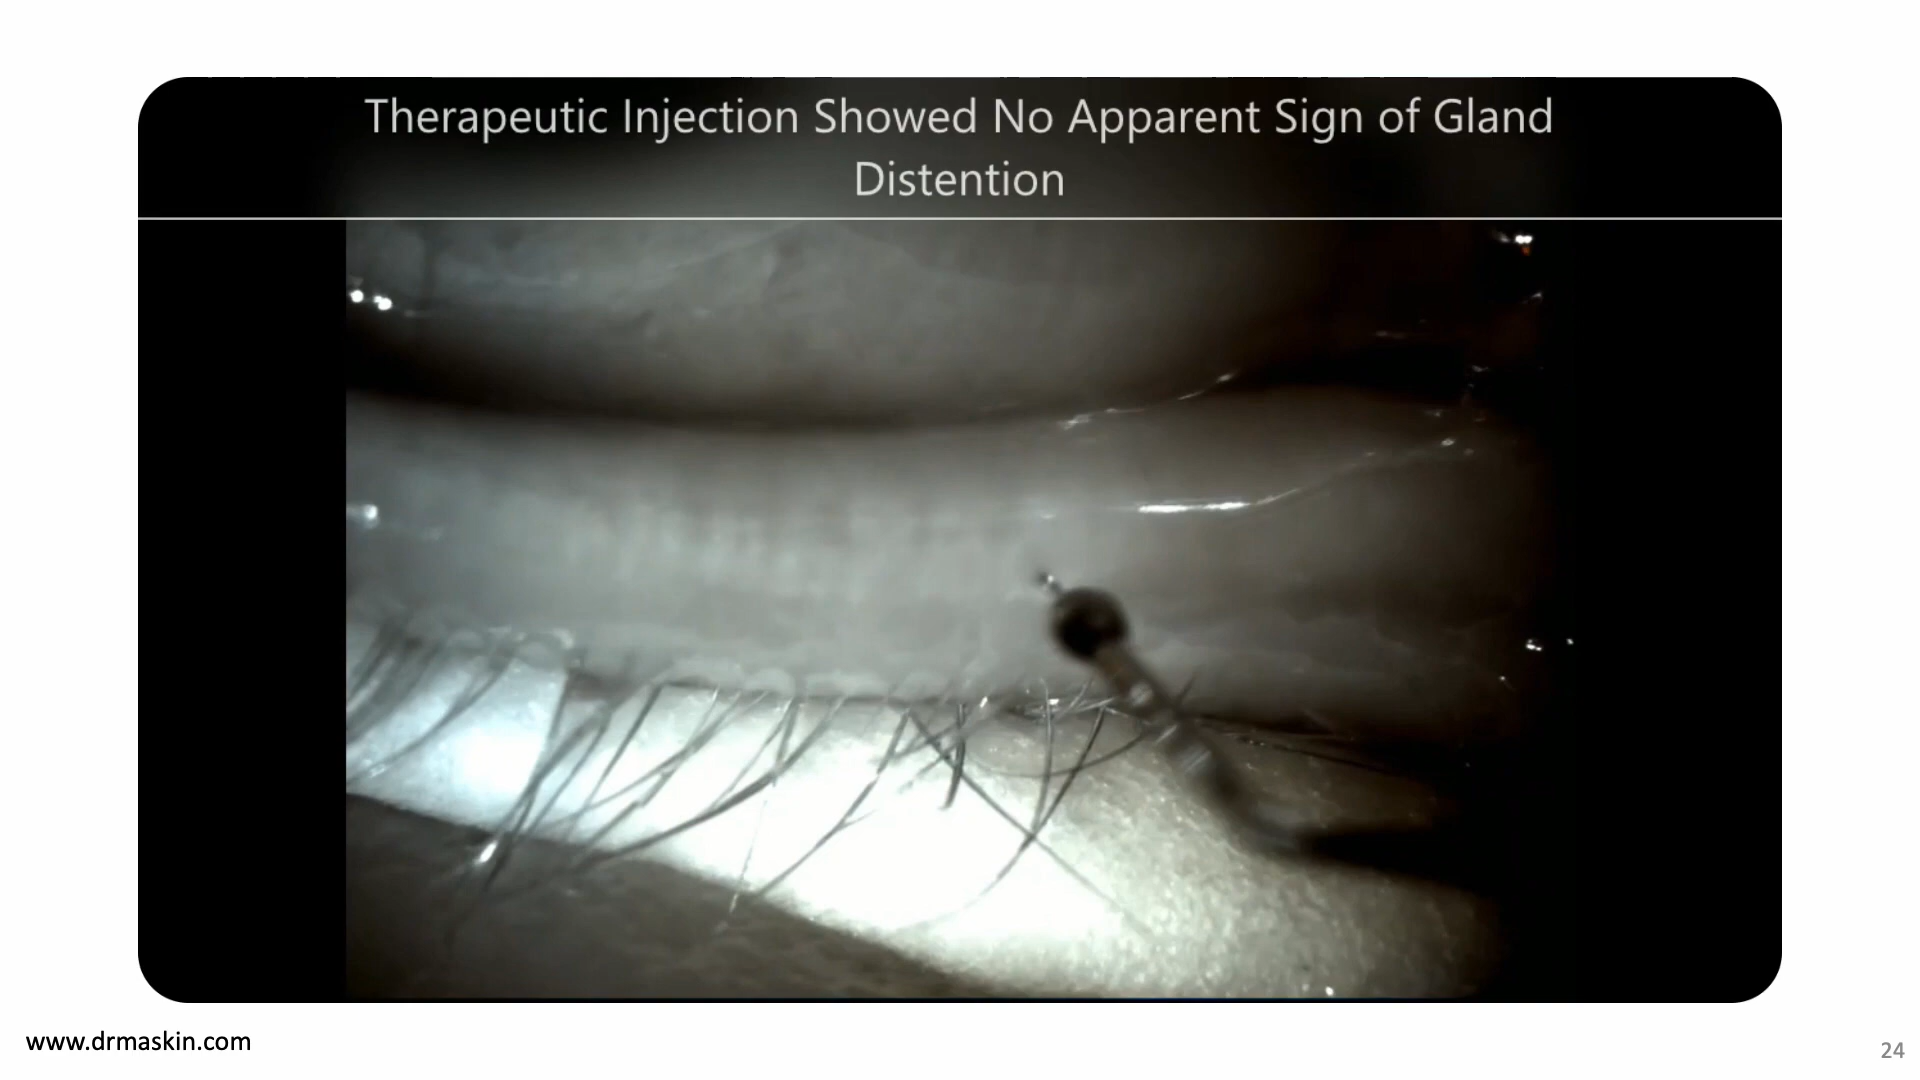 Therapeutic Injection Showed No Apparent Sign of Gland
Distention
www.drmaskin.com
24